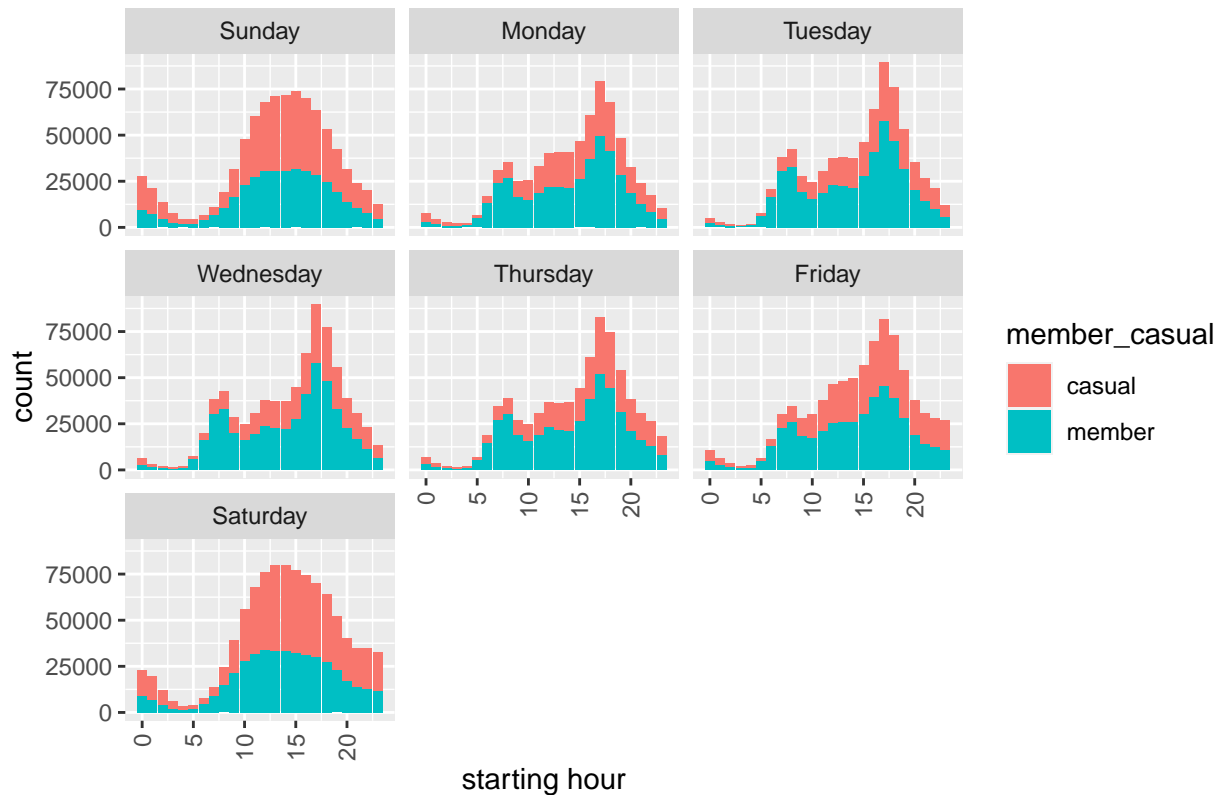 Sunday
Monday
Tuesday
75000
50000
25000
0
Wednesday
Thursday
Friday
75000
50000
25000
0
0
5
10
15
20
0
5
10
15
20
Saturday
75000
50000
25000
0
0
5
10
15
20
starting hour
count
member_casual
casual
member